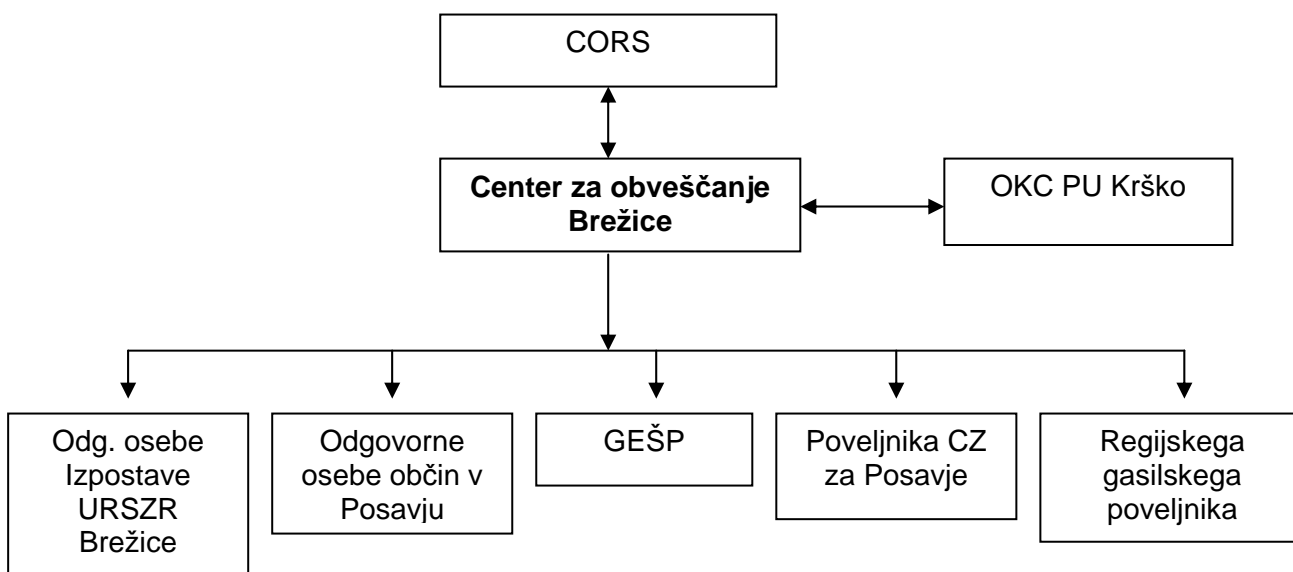 CORS
Center za obveščanje
Brežice
OKC PU Krško
Odg. osebe
Izpostave
URSZR
Brežice
Odgovorne
osebe občin v
Posavju
GEŠP
Poveljnika CZ
za Posavje
Regijskega
gasilskega
poveljnika